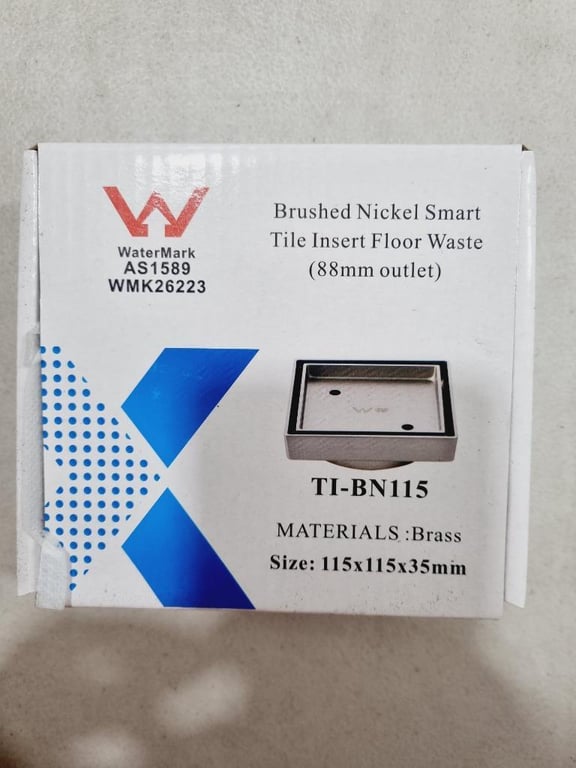 WaterMark
AS1589
WMK26223
Brushed Nickel Smart
Tile Insert Floor Waste
(88mm outlet)
TI-BN115
MATERIALS :Brass
Size: 115x115x35mm